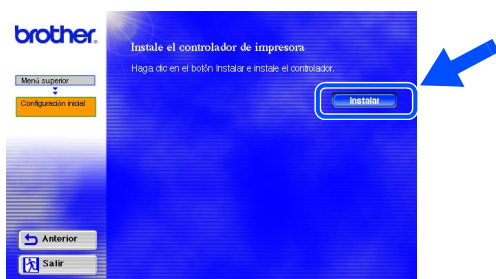 brother.
Instale el controlador de impresora
Haga clic en el botón Instalar e instale el controlador.
Menú superior
Configuración inicial
Instalar
Anterior
Salir